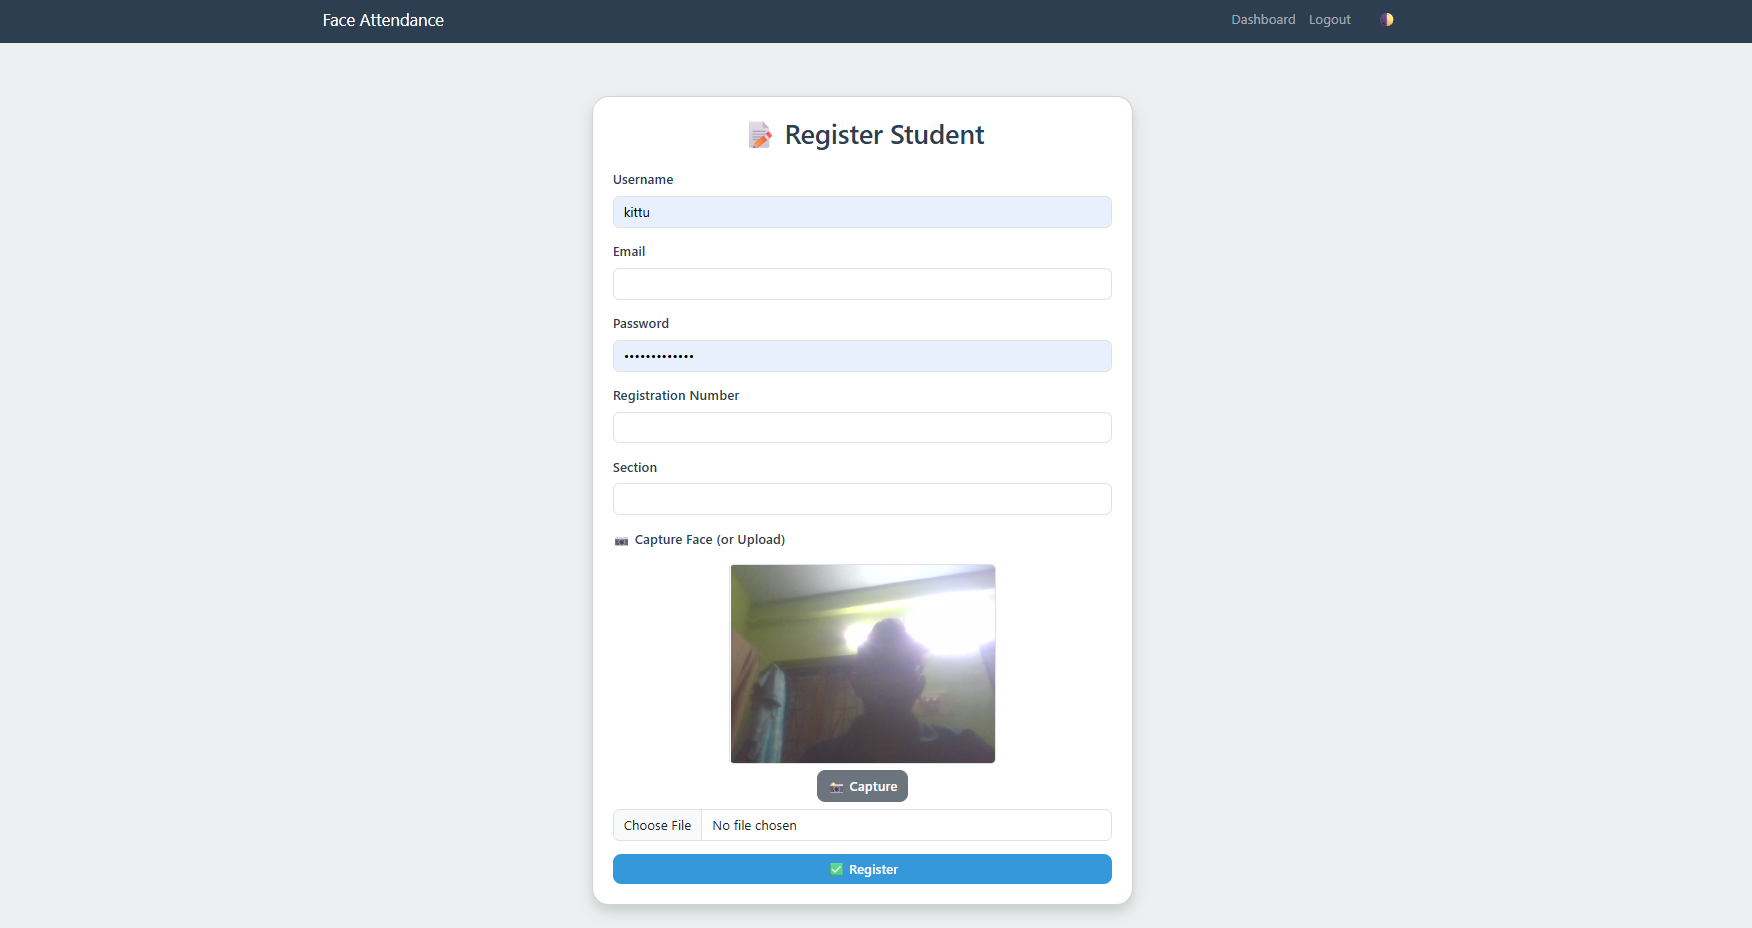 Face Attendance
Dashboard Logout
Register Student
Username
kittu
Email
Password
•••••••••••••
Registration Number
Section
Capture Face (or Upload)
Capture
Choose File No file chosen
Register